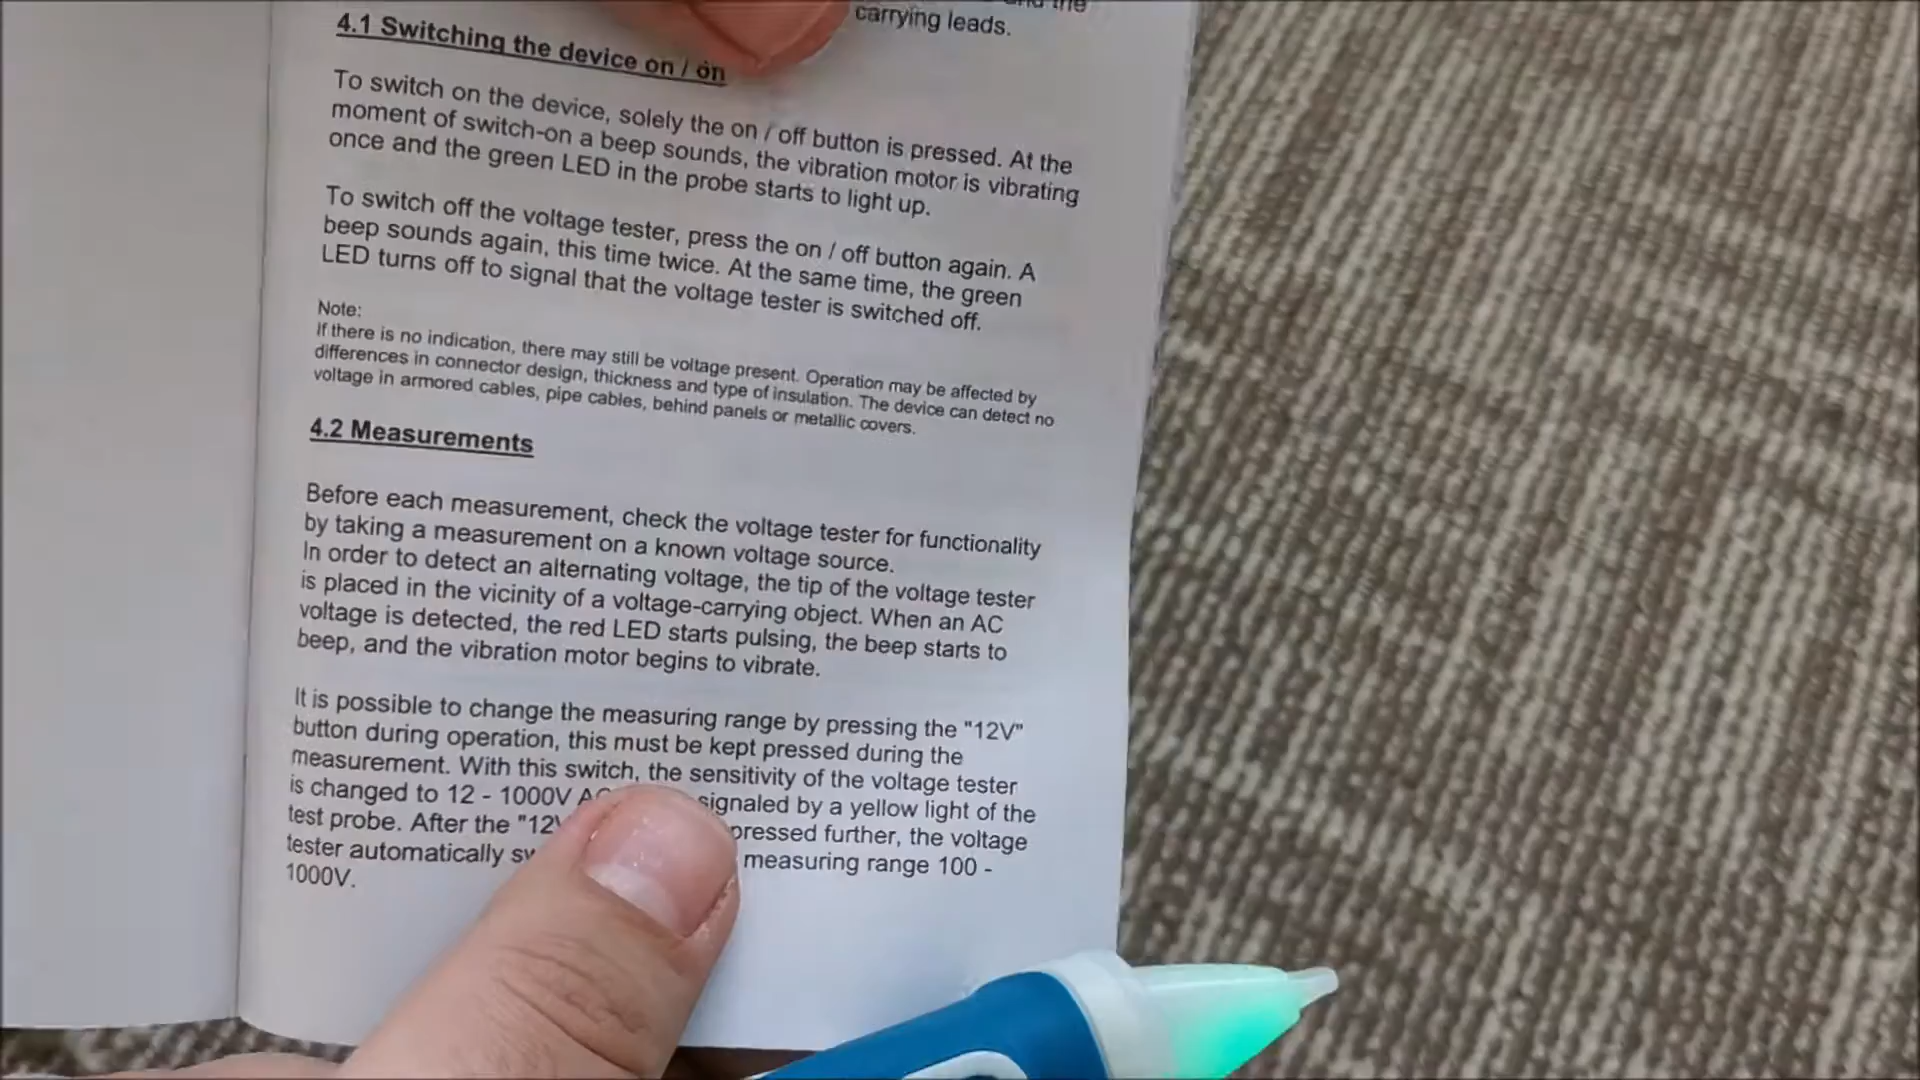 carrying leads.
4.1 Switching the device on / on
To switch on the device, solely the on / off button is pressed. At the
moment of switch-on a beep sounds, the vibration motor is vibrating
once and the green LED in the probe starts to light up.
To switch off the voltage tester, press the on / off button again. A
beep sounds again, this time twice. At the same time, the green
LED turns off to signal that the voltage tester is switched off.
Note:
If there is no indication, there may still be voltage present. Operation may be affected by
differences in connector design, thickness and type of insulation. The device can detect no
voltage in armored cables, pipe cables, behind panels or metallic covers.
4.2 Measurements
Before each measurement, check the voltage tester for functionality
by taking a measurement on a known voltage source.
In order to detect an alternating voltage, the tip of the voltage tester
is placed in the vicinity of a voltage-carrying object. When an AC
voltage is detected, the red LED starts pulsing, the beep starts to
beep, and the vibration motor begins to vibrate.
It is possible to change the measuring range by pressing the "12V"
button during operation, this must be kept pressed during the
measurement. With this switch, the sensitivity of the voltage tester
is changed to 12 - 1000V signaled by a yellow light of the
test probe. After the pressed further, the voltage
tester automatically measuring range 100 -
1000V.